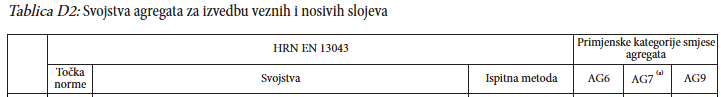 Tablica D2: Svojstva agregata za izvedbu veznih i nosivih slojeva
HRN EN 13043
Primjenske kategorije smjese
agregata
Točka
norme
Svojstva
Ispitna metoda
AG6
AG7 (a)
AG9